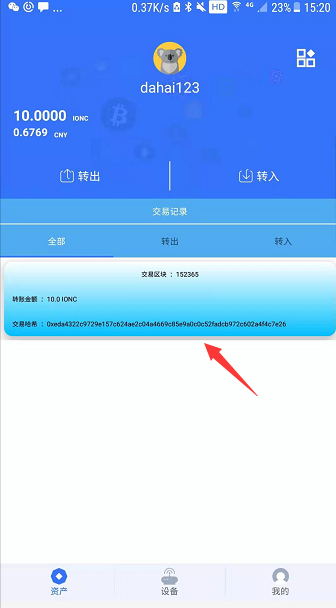 ... 0.37K/s HD 4G 23% 15:20
dahai123
10.0000 IONC
0.6769 CNY
转出 转入
交易记录
全部 转出 转入
交易区块 : 152365
转账金额 : 10.0 IONC
交易哈希 : 0xeda4322c9729e157c624ae2c04a4669c85e9a0c0c52fadcb972c602a4f4c7e26
资产 设备 我的